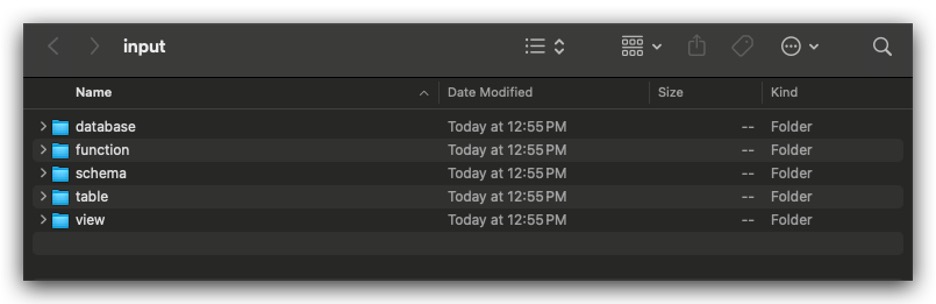 input
Name Date Modified Size Kind
database Today at 12:55 PM -- Folder
function Today at 12:55 PM -- Folder
schema Today at 12:55 PM -- Folder
table Today at 12:55 PM -- Folder
view Today at 12:55 PM -- Folder